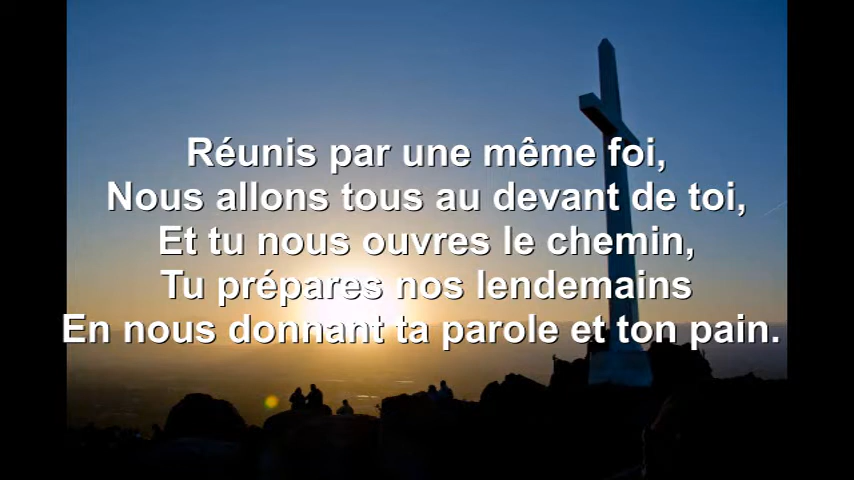 Réunis par une même foi,
Nous allons tous au devant de toi,
Et tu nous ouvres le chemin,
Tu prépares nos lendemains
En nous donnant ta parole et ton pain.